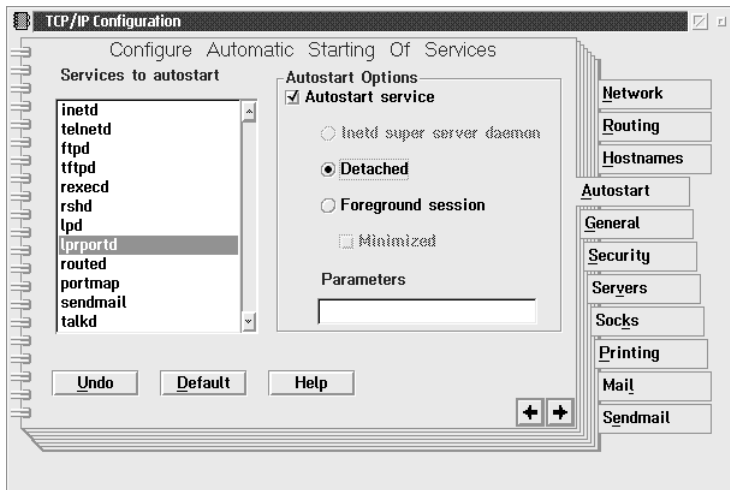 TCP/IP Configuration
Configure Automatic Starting Of Services
Services to autostart
inetd
telnetd
ftpd
tftpd
rexecd
rshd
lpd
lprportd
routed
portmap
sendmail
talkd
Autostart Options
Autostart service
Inetd super server daemon
Detached
Foreground session
Minimized
Parameters
Undo
Default
Help
Network
Routing
Hostnames
Autostart
General
Security
Servers
Socks
Printing
Mail
Sendmail